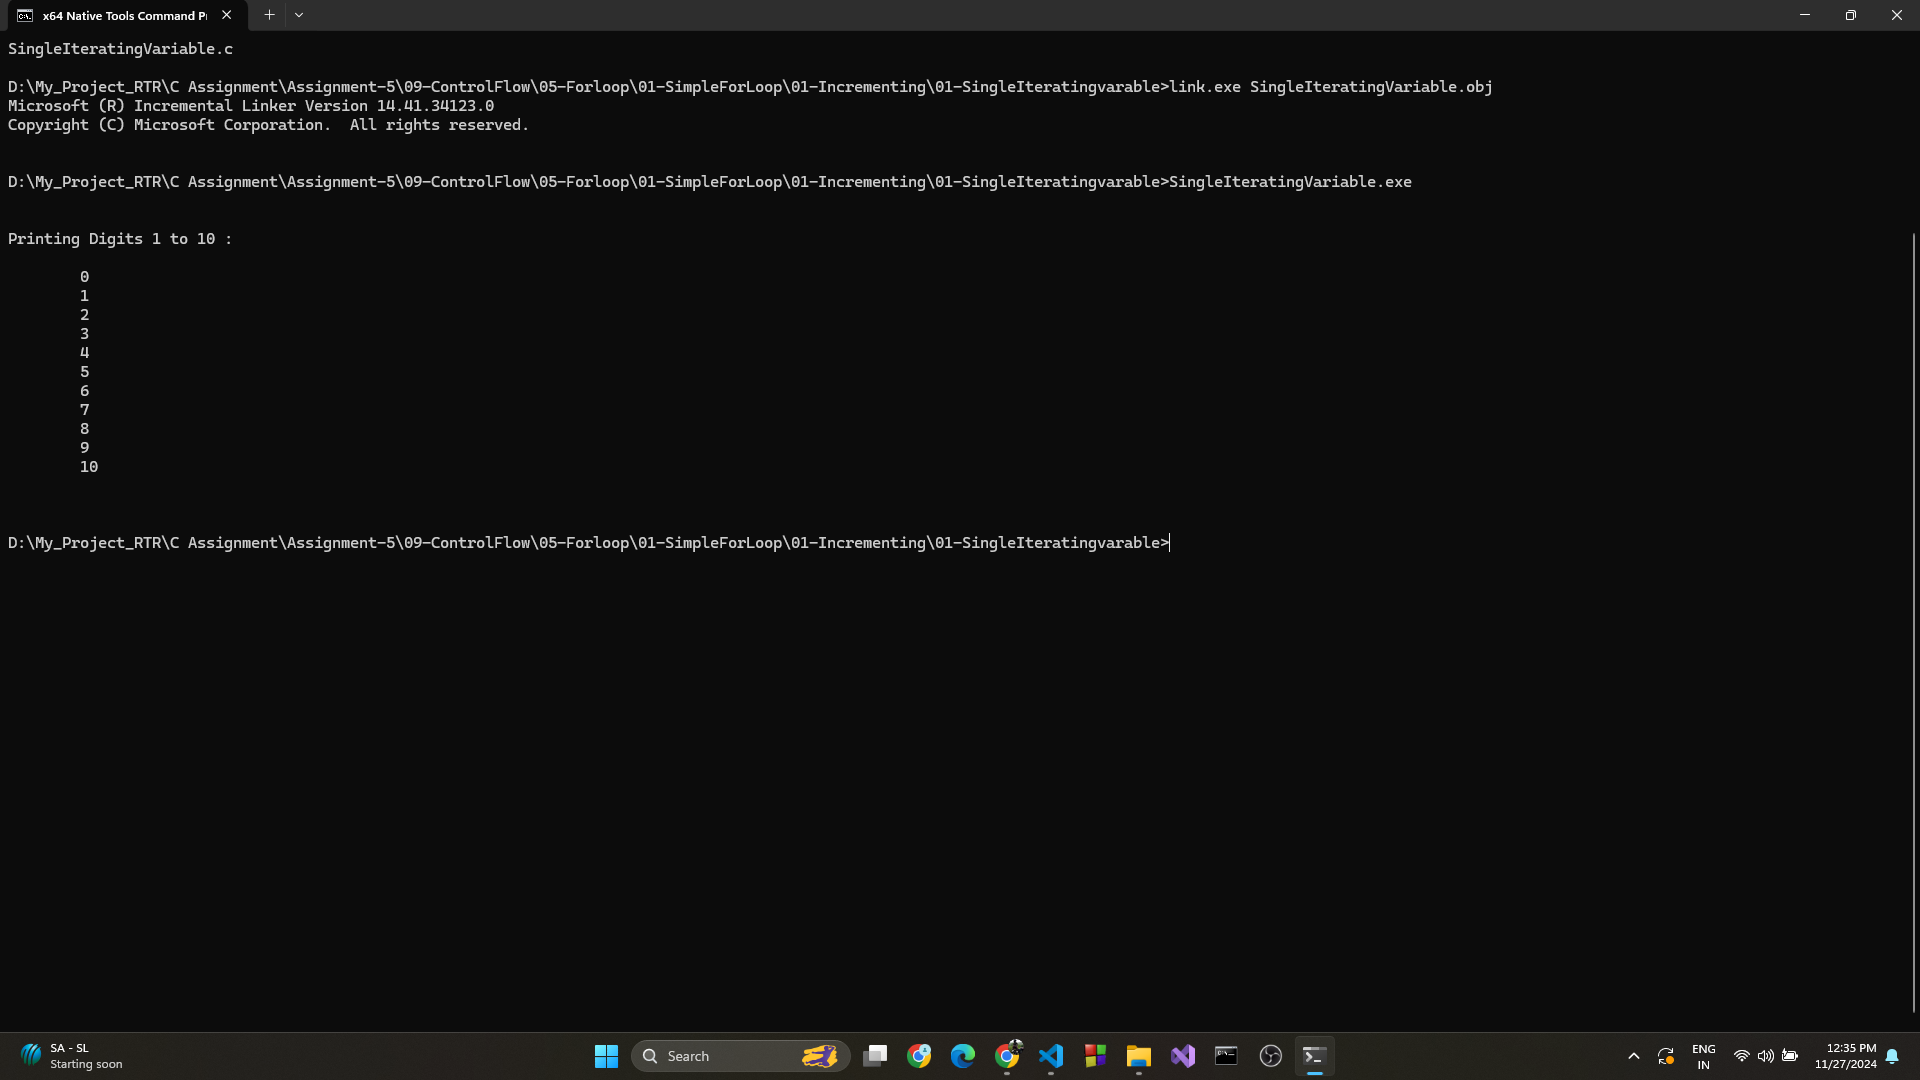 x64 Native Tools Command P
SingleIteratingVariable.c
D:\My_Project_RTR\C Assignment\Assignment-5\09-ControlFlow\05-Forloop\01-SimpleForLoop\01-Incrementing\01-SingleIteratingvarable>link.exe SingleIteratingVariable.obj
Microsoft (R) Incremental Linker Version 14.41.34123.0
Copyright (C) Microsoft Corporation.  All rights reserved.
D:\My_Project_RTR\C Assignment\Assignment-5\09-ControlFlow\05-Forloop\01-SimpleForLoop\01-Incrementing\01-SingleIteratingvarable>SingleIteratingVariable.exe
Printing Digits 1 to 10 :
0
1
2
3
4
5
6
7
8
9
10
D:\My_Project_RTR\C Assignment\Assignment-5\09-ControlFlow\05-Forloop\01-SimpleForLoop\01-Incrementing\01-SingleIteratingvarable>
SA - SL
Starting soon
Search
ENG
IN
12:35 PM
11/27/2024